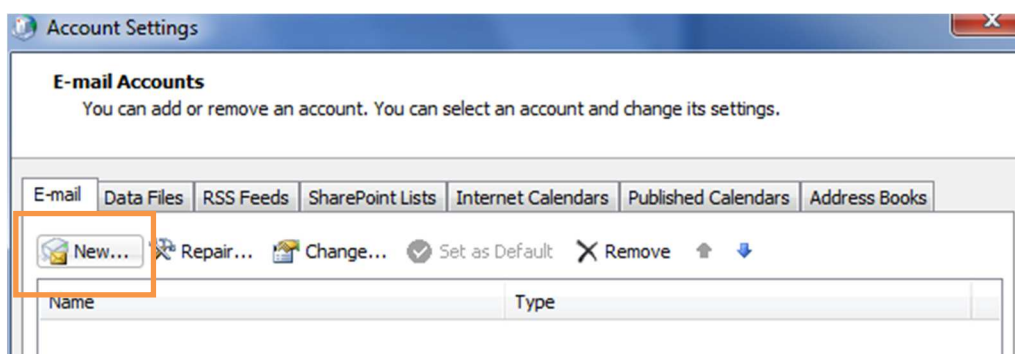 Account Settings
E-mail Accounts
You can add or remove an account. You can select an account and change its settings.
E-mail Data Files RSS Feeds SharePoint Lists Internet Calendars Published Calendars Address Books
New... Repair... Change... Set as Default Remove
Name Type